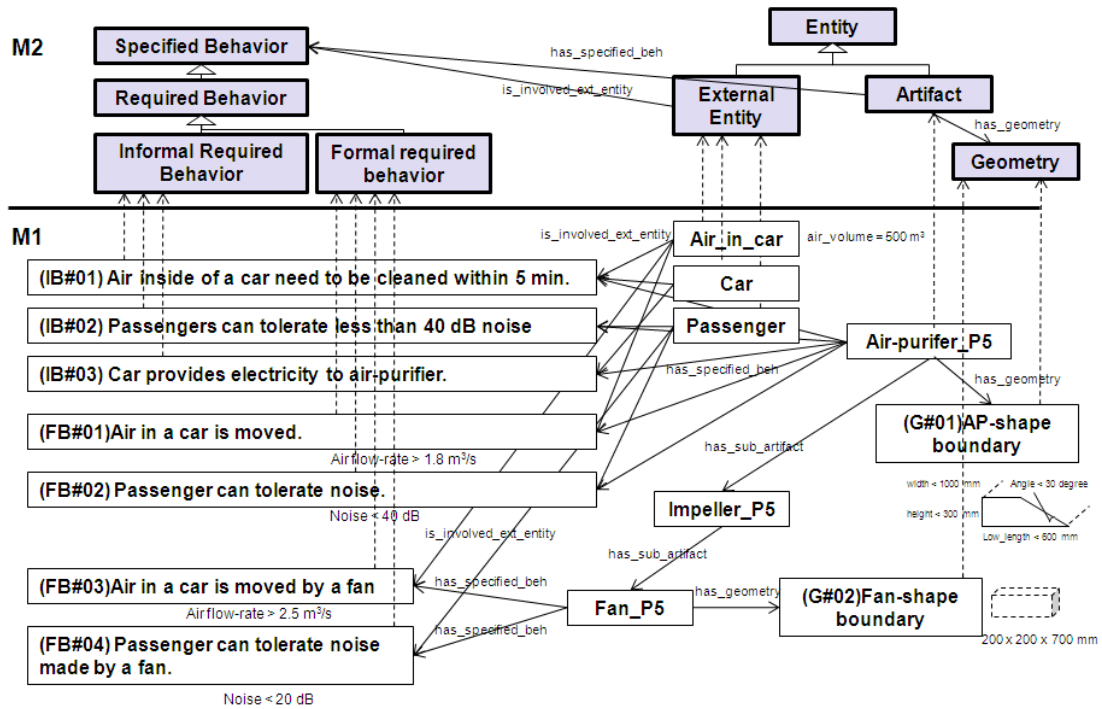 M2
Specified Behavior
Required Behavior
Informal Required
Behavior
Formal required
behavior
has_specified_beh
is_involved_ext_entity
Entity
External
Entity
Artifact
has_geometry
Geometry
M1
is_involved_ext_entity
Air_in_car
air_volume = 500 m³
Car
Passenger
(IB#01) Air inside of a car need to be cleaned within 5 min.
(IB#02) Passengers can tolerate less than 40 dB noise
(IB#03) Car provides electricity to air-purifier.
has_specified_beh
Air-purifer_P5
has_geometry
(FB#01)Air in a car is moved.
Air flow-rate > 1.8 m³/s
(FB#02) Passenger can tolerate noise.
Noise < 40 dB
has_sub_artifact
(G#01)AP-shape
boundary
width < 1000 mm
Angle < 30 degree
height < 300 mm
Low_length < 600 mm
Impeller_P5
is_involved_ext_entity
has_sub_artifact
(FB#03)Air in a car is moved by a fan
Air flow-rate > 2.5 m³/s
has_specified_beh
Fan_P5
has_geometry
(G#02)Fan-shape
boundary
200 x 200 x 700 mm
has_specified_beh
(FB#04) Passenger can tolerate noise
made by a fan.
Noise < 20 dB